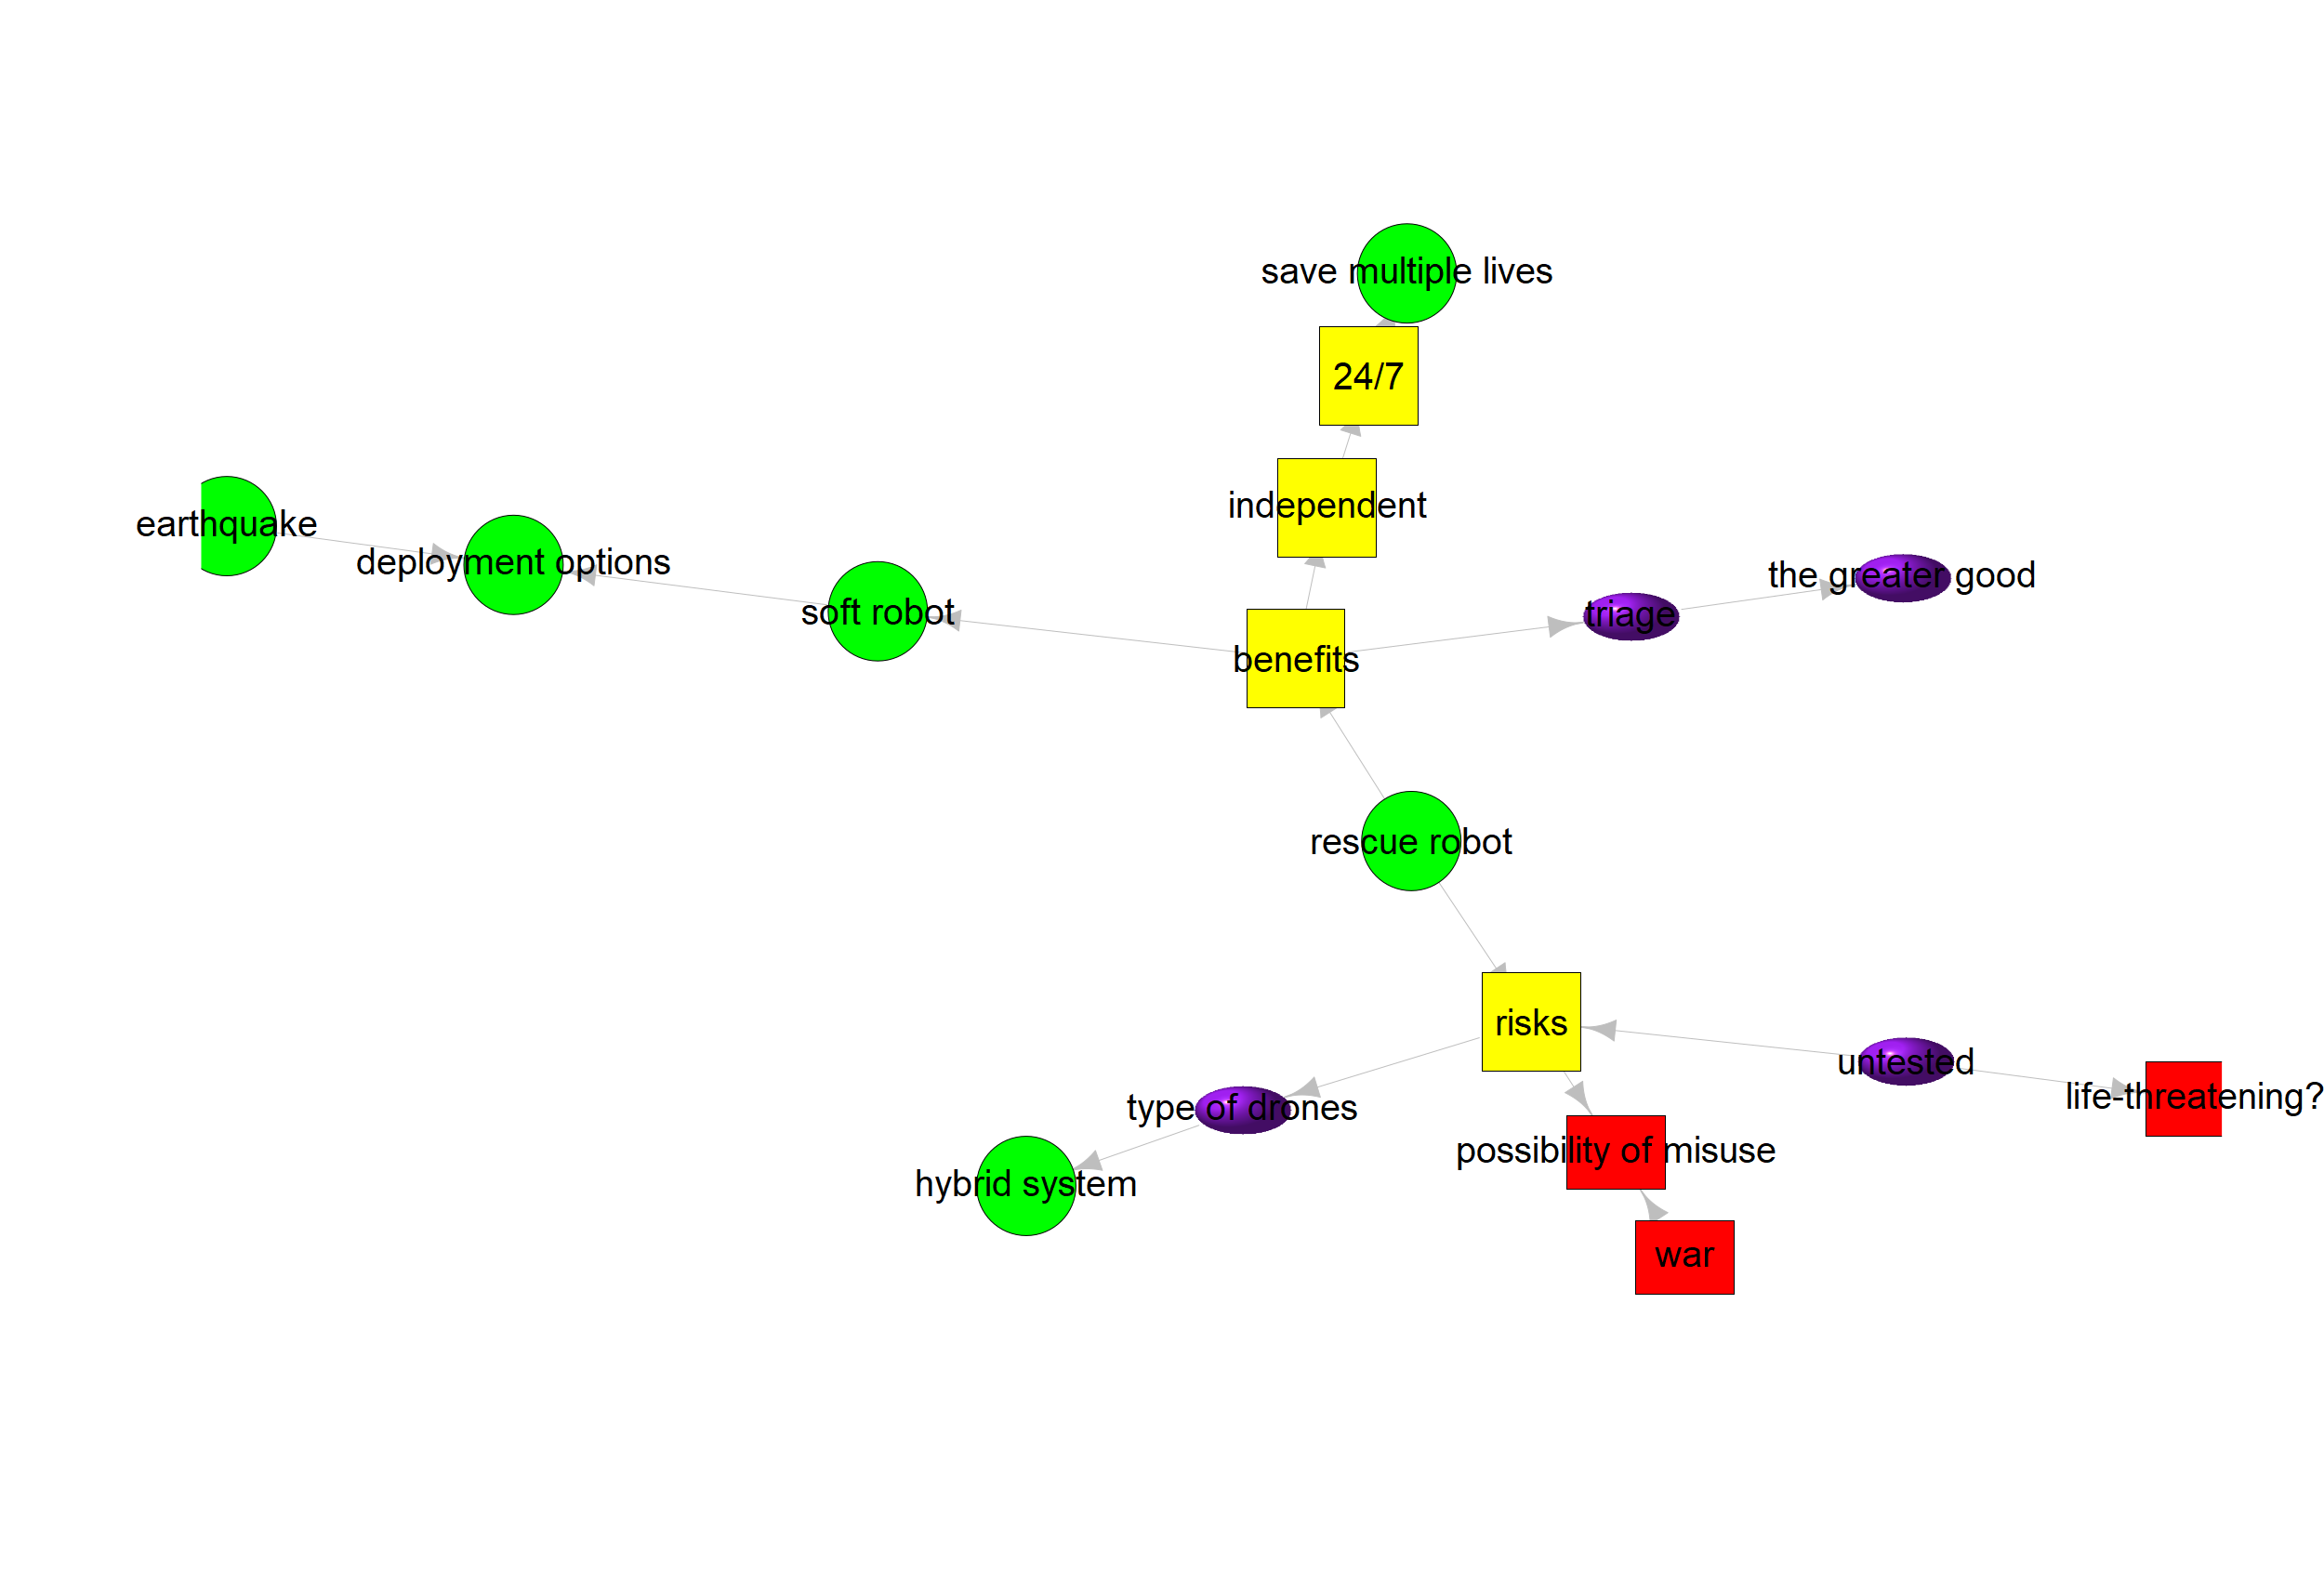 save multiple lives
24/7
independent
earthquake
deployment options
the greater good
soft robot
triage
benefits
rescue robot
risks
untested
life-threatening?
type of drones
possibility of misuse
hybrid system
war